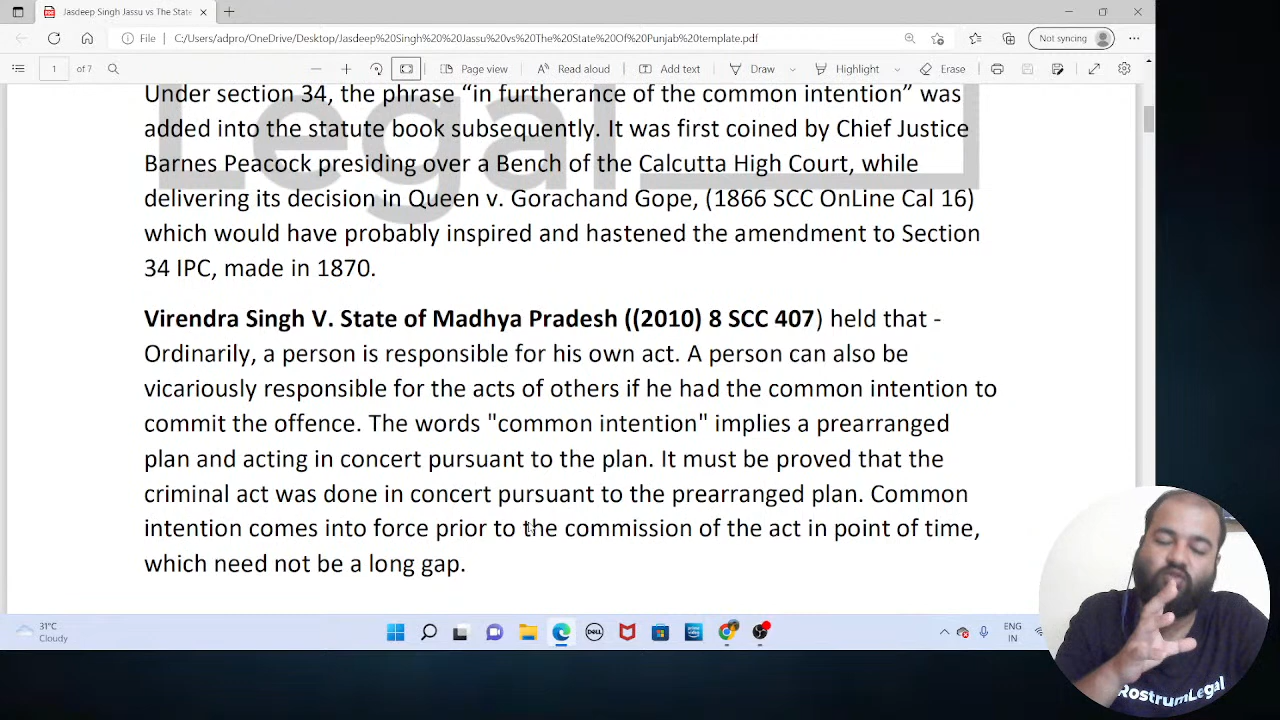 Jasdeep Singh Jassu vs The State
File
C:/Users/adpro/OneDrive/Desktop/Jasdeep%20Singh%20%20Jassu%20vs%20The%20State%20Of%20Punjab%20template.pdf
Not syncing
1 of 7
Page view
Read aloud
Add text
Draw
Highlight
Erase
Legal
Under section 34, the phrase “in furtherance of the common intention” was
added into the statute book subsequently. It was first coined by Chief Justice
Barnes Peacock presiding over a Bench of the Calcutta High Court, while
delivering its decision in Queen v. Gorachand Gope, (1866 SCC OnLine Cal 16)
which would have probably inspired and hastened the amendment to Section
34 IPC, made in 1870.
Virendra Singh V. State of Madhya Pradesh ((2010) 8 SCC 407) held that -
Ordinarily, a person is responsible for his own act. A person can also be
vicariously responsible for the acts of others if he had the common intention to
commit the offence. The words "common intention" implies a prearranged
plan and acting in concert pursuant to the plan. It must be proved that the
criminal act was done in concert pursuant to the prearranged plan. Common
intention comes into force prior to the commission of the act in point of time,
which need not be a long gap.
31°C
Cloudy
DELL
prime video
ENG
IN
RostrumLegal